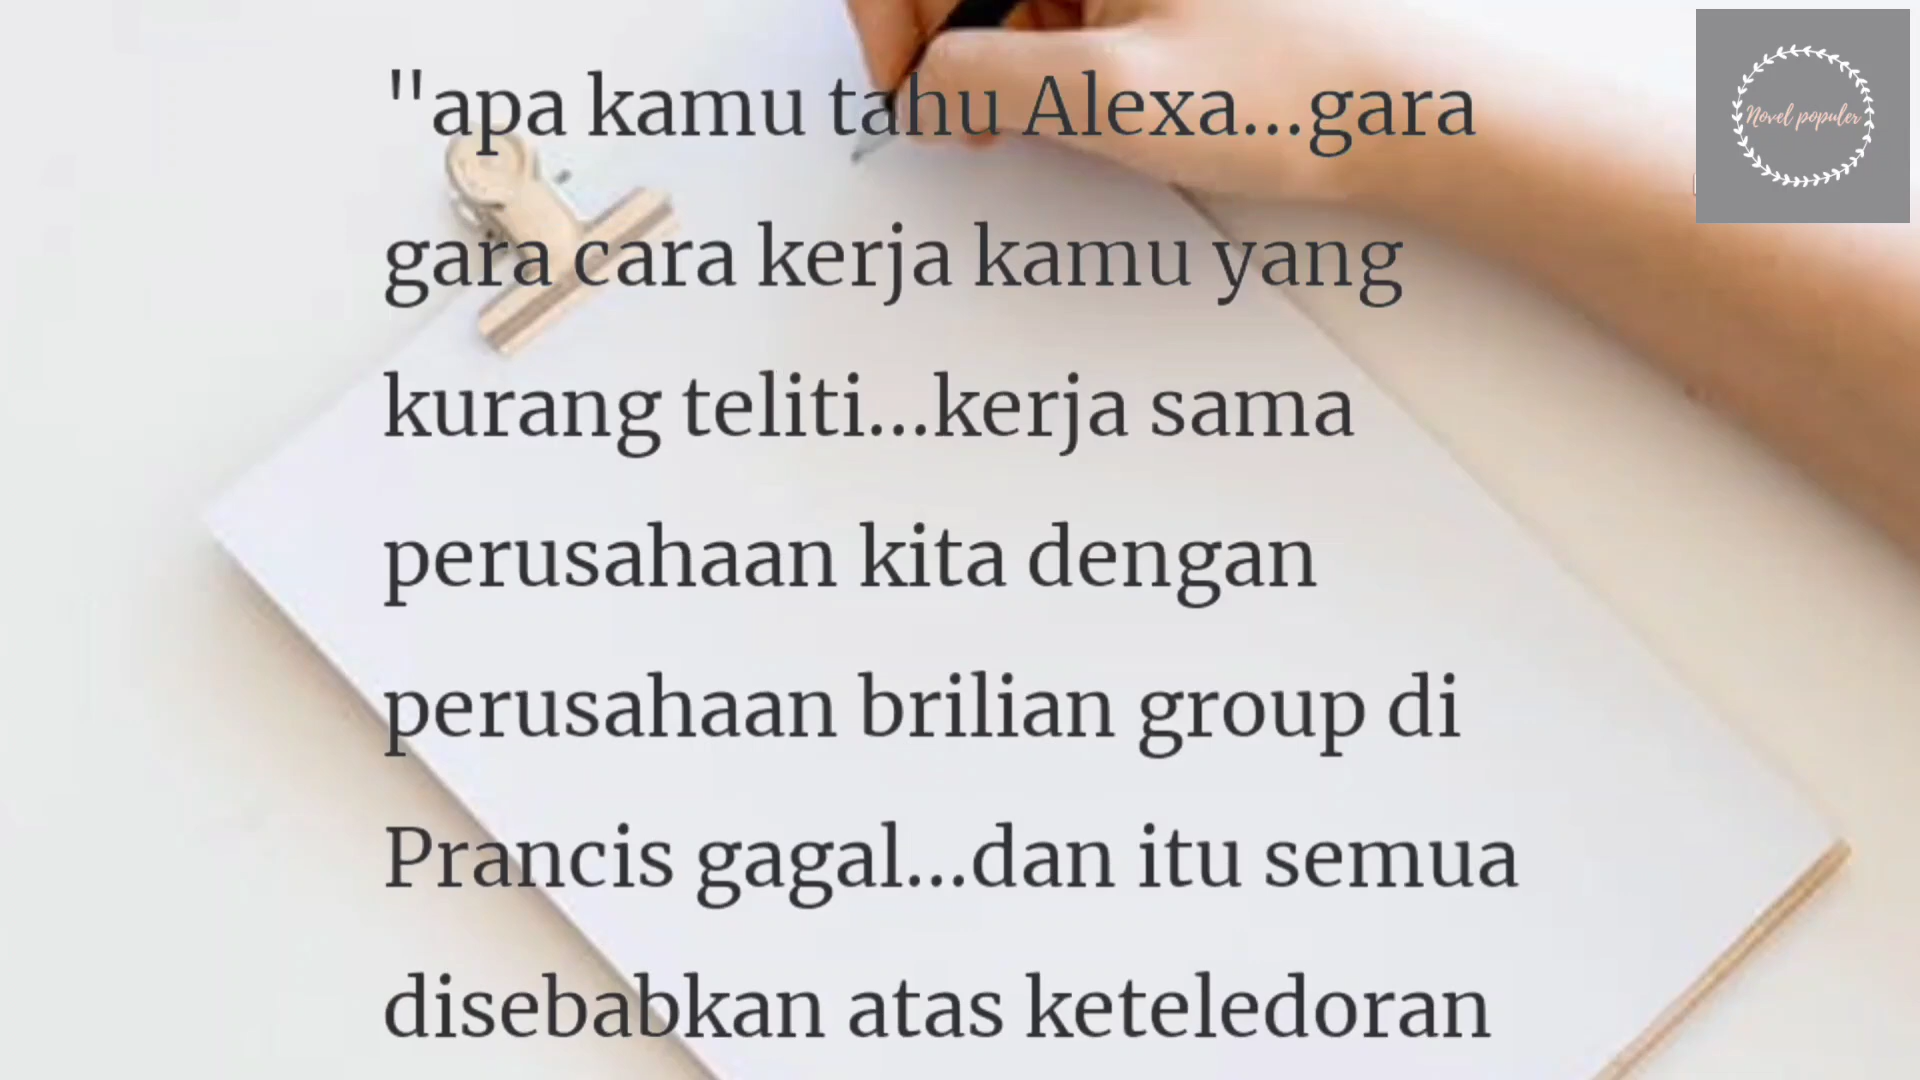 "apa kamu tahu Alexa...gara
gara cara kerja kamu yang
kurang teliti...kerja sama
perusahaan kita dengan
perusahaan brilian group di
Prancis gagal...dan itu semua
disebabkan atas keteledoran
Novel populer